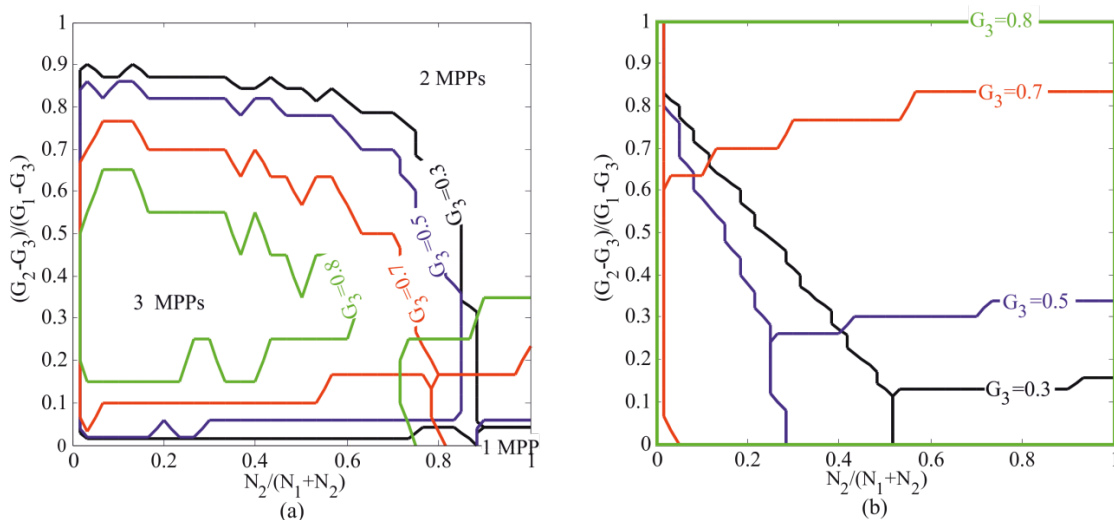 1
0.9
0.8
0.7
0.6
0.5
0.4
0.3
0.2
0.1
0
(G2-G3)/(G1-G3)
2 MPPs
3 MPPs
1 MPP
G3=0.3
G3=0.5
G3=0.7
G3=0.8
0 0.2 0.4 0.6 0.8 1
N2/(N1+N2)
(a)
1
0.9
0.8
0.7
0.6
0.5
0.4
0.3
0.2
0.1
0
(G2-G3)/(G1-G3)
G3=0.8
G3=0.7
G3=0.5
G3=0.3
0 0.2 0.4 0.6 0.8 1
N2/(N1+N2)
(b)